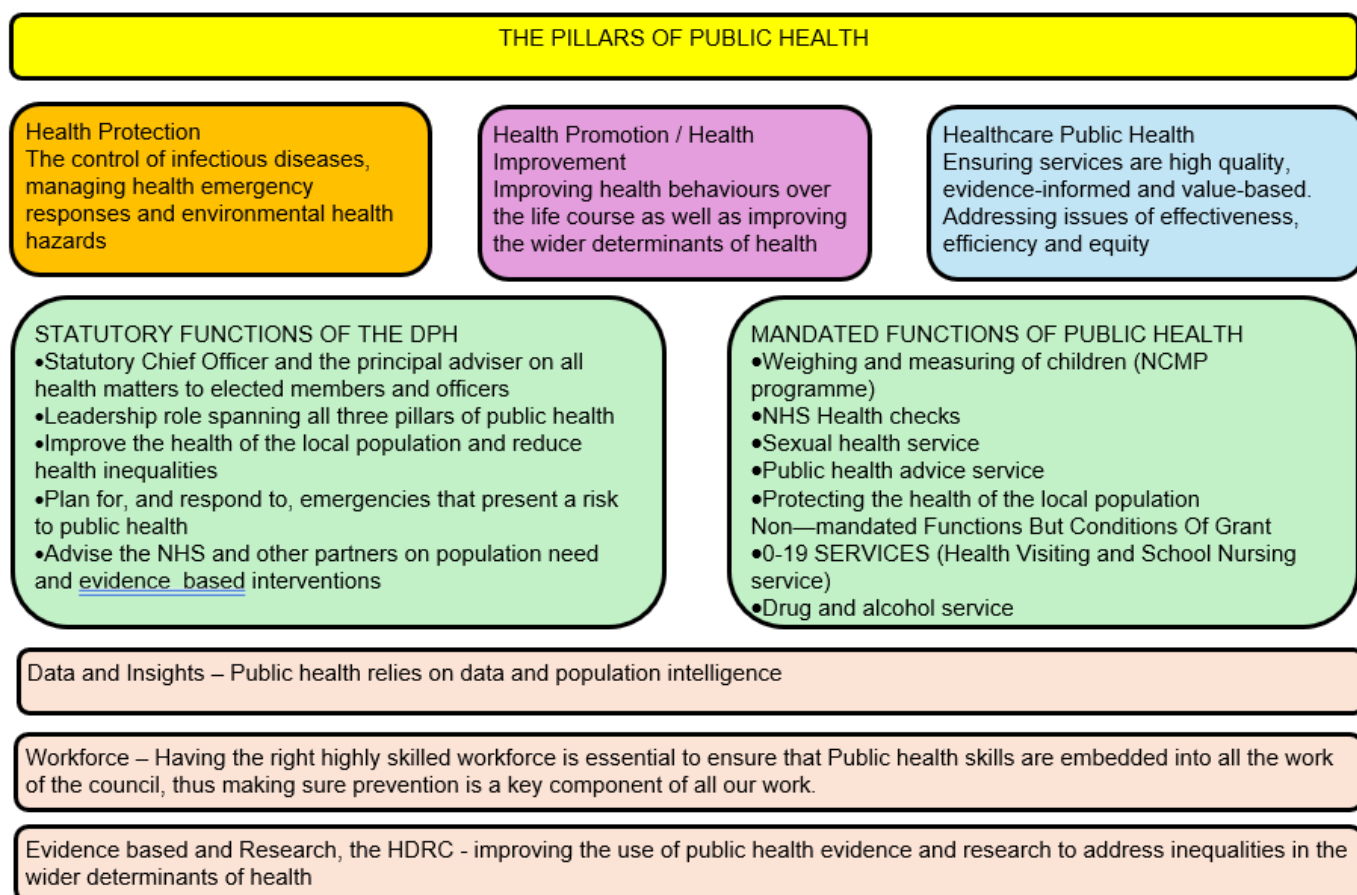 THE PILLARS OF PUBLIC HEALTH
Health Protection
The control of infectious diseases,
managing health emergency
responses and environmental health
hazards
Health Promotion / Health
Improvement
Improving health behaviours over
the life course as well as improving
the wider determinants of health
Healthcare Public Health
Ensuring services are high quality,
evidence-informed and value-based.
Addressing issues of effectiveness,
efficiency and equity
STATUTORY FUNCTIONS OF THE DPH
•Statutory Chief Officer and the principal adviser on all
health matters to elected members and officers
•Leadership role spanning all three pillars of public health
•Improve the health of the local population and reduce
health inequalities
•Plan for, and respond to, emergencies that present a risk
to public health
•Advise the NHS and other partners on population need
and evidence  based interventions
MANDATED FUNCTIONS OF PUBLIC HEALTH
•Weighing and measuring of children (NCMP
programme)
•NHS Health checks
•Sexual health service
•Public health advice service
•Protecting the health of the local population
Non—mandated Functions But Conditions Of Grant
•0-19 SERVICES (Health Visiting and School Nursing
service)
•Drug and alcohol service
Data and Insights – Public health relies on data and population intelligence
Workforce – Having the right highly skilled workforce is essential to ensure that Public health skills are embedded into all the work
of the council, thus making sure prevention is a key component of all our work.
Evidence based and Research, the HDRC - improving the use of public health evidence and research to address inequalities in the
wider determinants of health